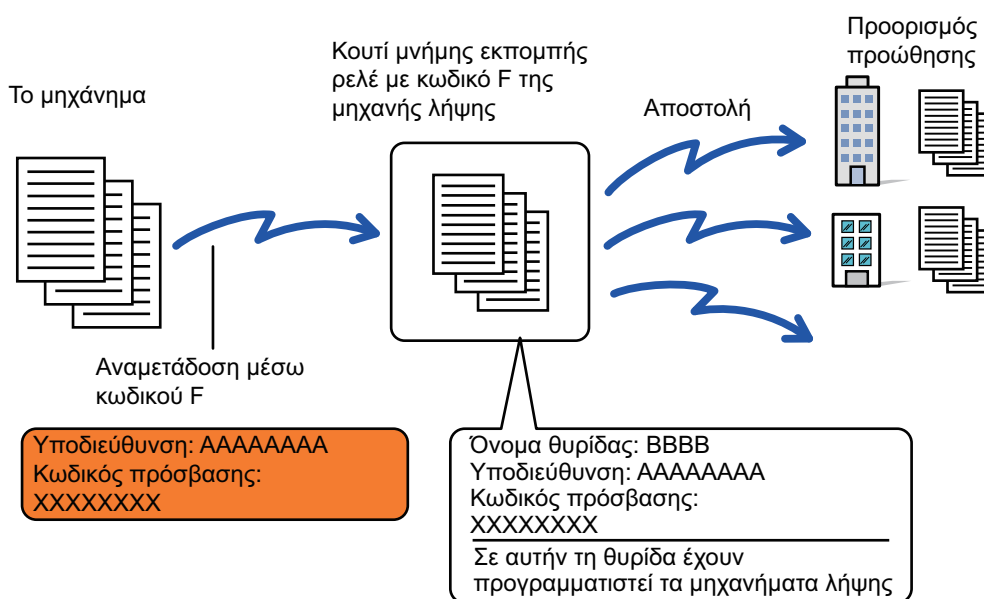 Το μηχάνημα
Κουτί μνήμης εκπομπής
ρελέ με κωδικό F της
μηχανής λήψης
Αποστολή
Προορισμός
προώθησης
Αναμετάδοση μέσω
κωδικού F
Υποδιεύθυνση: AAAAAAAA
Κωδικός πρόσβασης:
XXXXXXXX
Όνομα θυρίδας: BBBB
Υποδιεύθυνση: AAAAAAAA
Κωδικός πρόσβασης:
XXXXXXXX
Σε αυτήν τη θυρίδα έχουν
προγραμματιστεί τα μηχανήματα λήψης